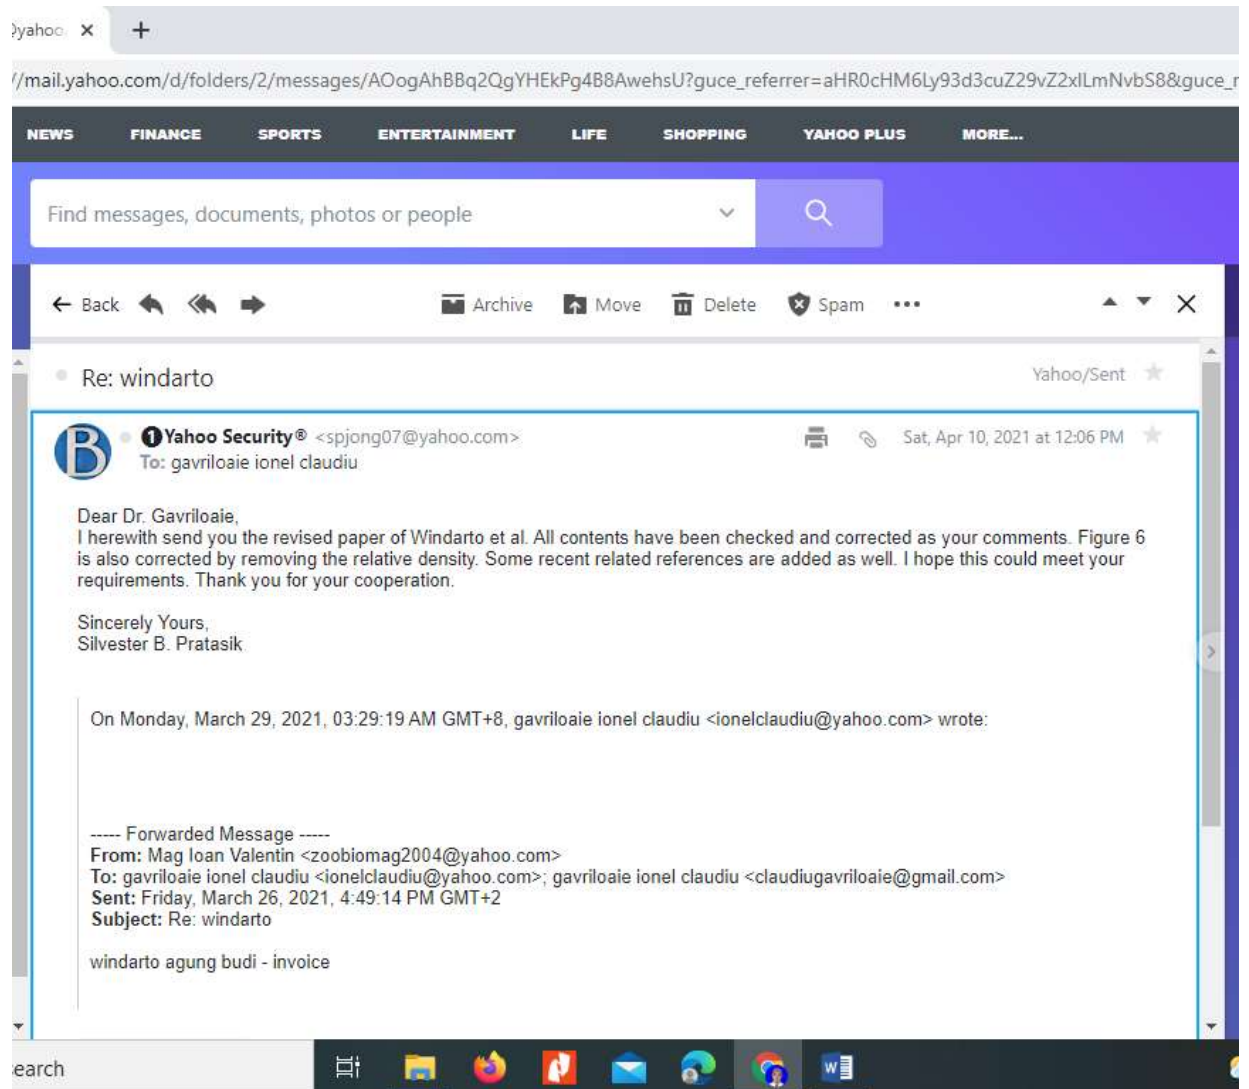 @yahoo
//mail.yahoo.com/d/folders/2/messages/AOogAhBBq2QgYHEkPg4B8AwehsU?guce_referrer=aHR0cHM6Ly93d3cuZ29vZ2xlLmNvbS8&guce_r
NEWS FINANCE SPORTS ENTERTAINMENT LIFE SHOPPING YAHOO PLUS MORE...
Find messages, documents, photos or people
Back Archive Move Delete Spam
Re: windarto Yahoo/Sent
1 Yahoo Security® <spjong07@yahoo.com> Sat, Apr 10, 2021 at 12:06 PM
To: gavriloaie ionel claudiu
Dear Dr. Gavriloaie,
I herewith send you the revised paper of Windarto et al. All contents have been checked and corrected as your comments. Figure 6
is also corrected by removing the relative density. Some recent related references are added as well. I hope this could meet your
requirements. Thank you for your cooperation.
Sincerely Yours,
Silvester B. Pratasik
On Monday, March 29, 2021, 03:29:19 AM GMT+8, gavriloaie ionel claudiu <ionelclaudiu@yahoo.com> wrote:
----- Forwarded Message -----
From: Mag Ioan Valentin <zoobiomag2004@yahoo.com>
To: gavriloaie ionel claudiu <ionelclaudiu@yahoo.com>; gavriloaie ionel claudiu <claudiugavriloaie@gmail.com>
Sent: Friday, March 26, 2021, 4:49:14 PM GMT+2
Subject: Re: windarto
windarto agung budi - invoice
earch